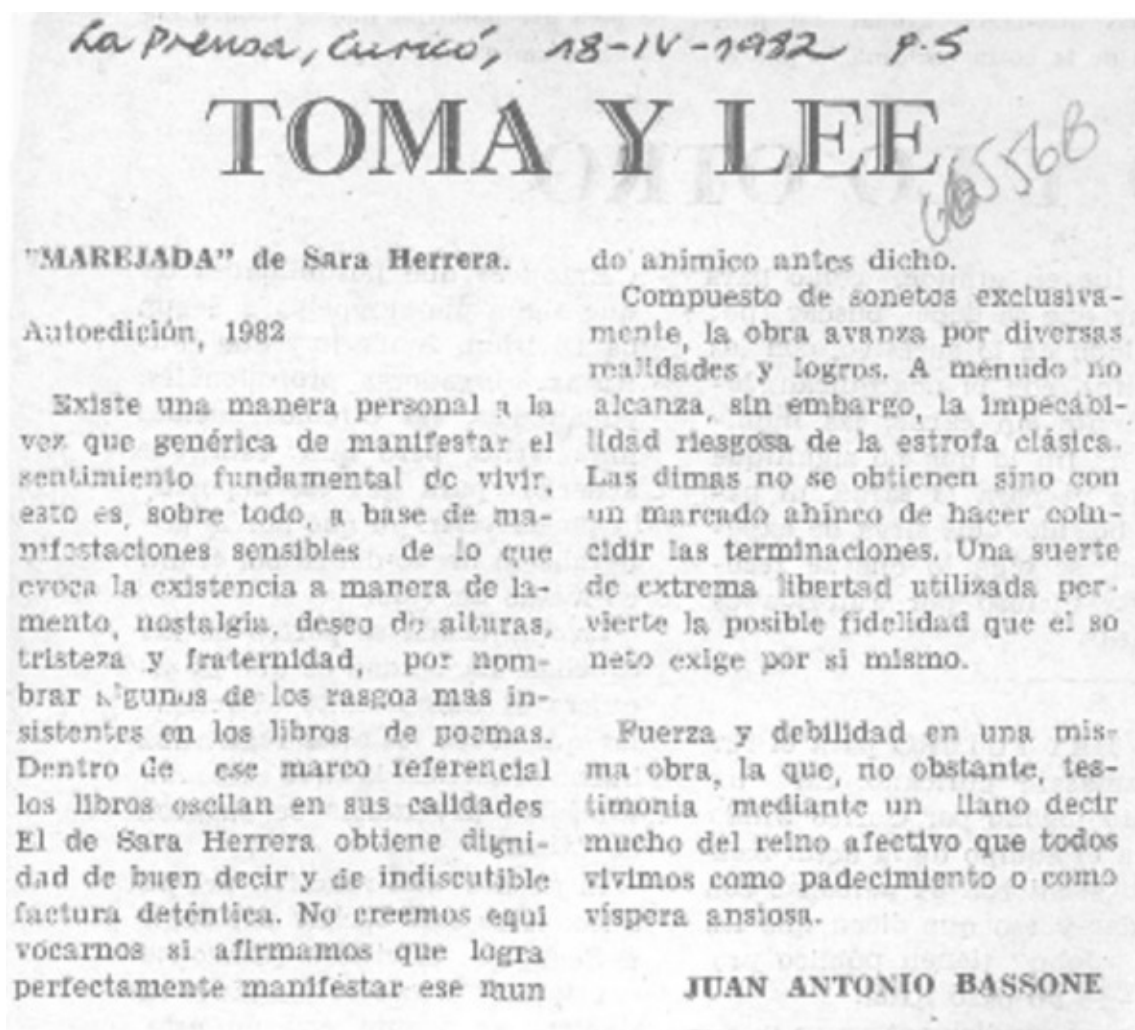 La Prensa, Curicó, 18-IV-1982 P.5
TOMA Y LEE
"MAREJADA" de Sara Herrera.
Autoedición, 1982
Existe una manera personal a la
vez que genérica de manifestar el
sentimiento fundamental de vivir,
esto es, sobre todo, a base de ma-
nifestaciones sensibles de lo que
evoca la existencia a manera de la-
mento, nostalgia, deseo de alturas,
tristeza y fraternidad, por nom-
brar algunos de los rasgos mas in-
sistentes en los libros de poemas.
Dentro de ese marco referencial
los libros oscilan en sus calidades
El de Sara Herrera obtiene digni-
dad de buen decir y de indiscutible
factura deténtica. No creemos equi
vocarnos si afirmamos que logra
perfectamente manifestar ese mun
do animico antes dicho.
Compuesto de sonetos exclusiva-
mente, la obra avanza por diversas
realidades y logros. A menudo no
alcanza, sin embargo, la impecabi-
lidad riesgosa de la estrofa clásica.
Las dimas no se obtienen sino con
un marcado ahinco de hacer coin-
cidir las terminaciones. Una suerte
de extrema libertad utilizada per-
vierte la posible fidelidad que el so
neto exige por si mismo.
Fuerza y debilidad en una mis-
ma obra, la que, no obstante, tes-
timonia mediante un llano decir
mucho del reino afectivo que todos
vivimos como padecimiento o como
víspera ansiosa.
JUAN ANTONIO BASSONE